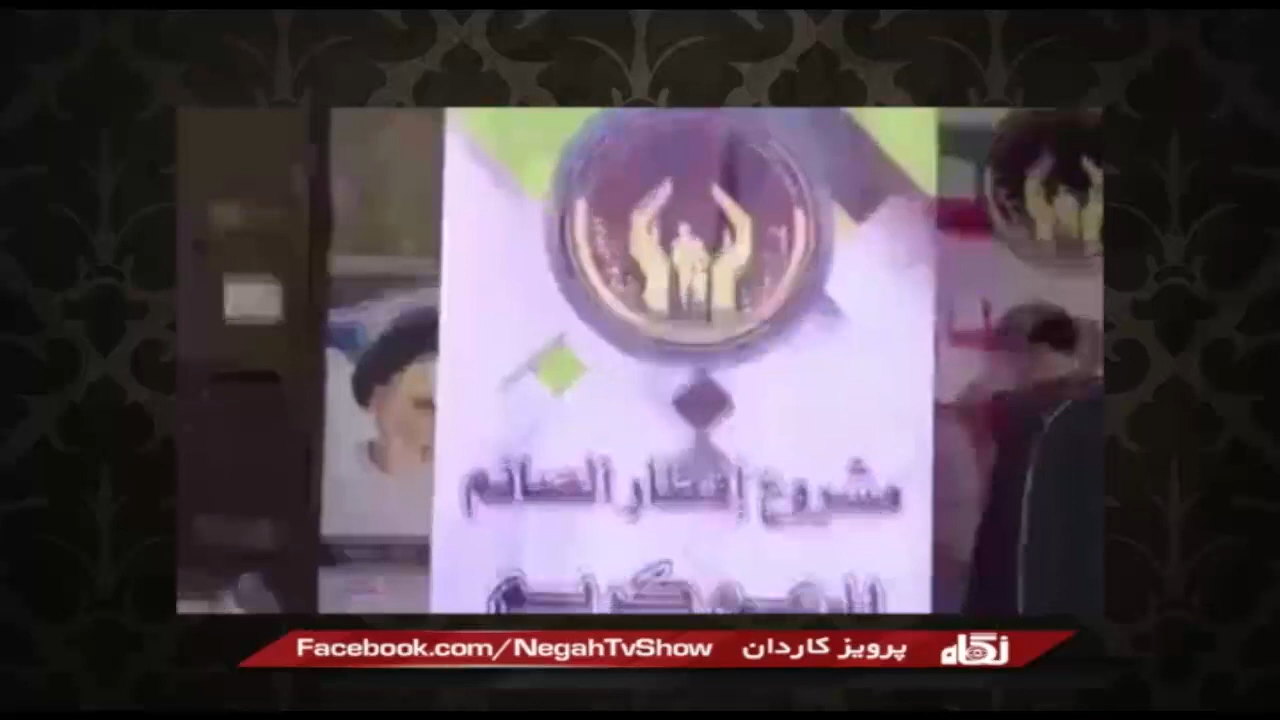 مشروع إفطار الصائم
Facebook.com/NegahTvShow پرویز کاردان نگاه